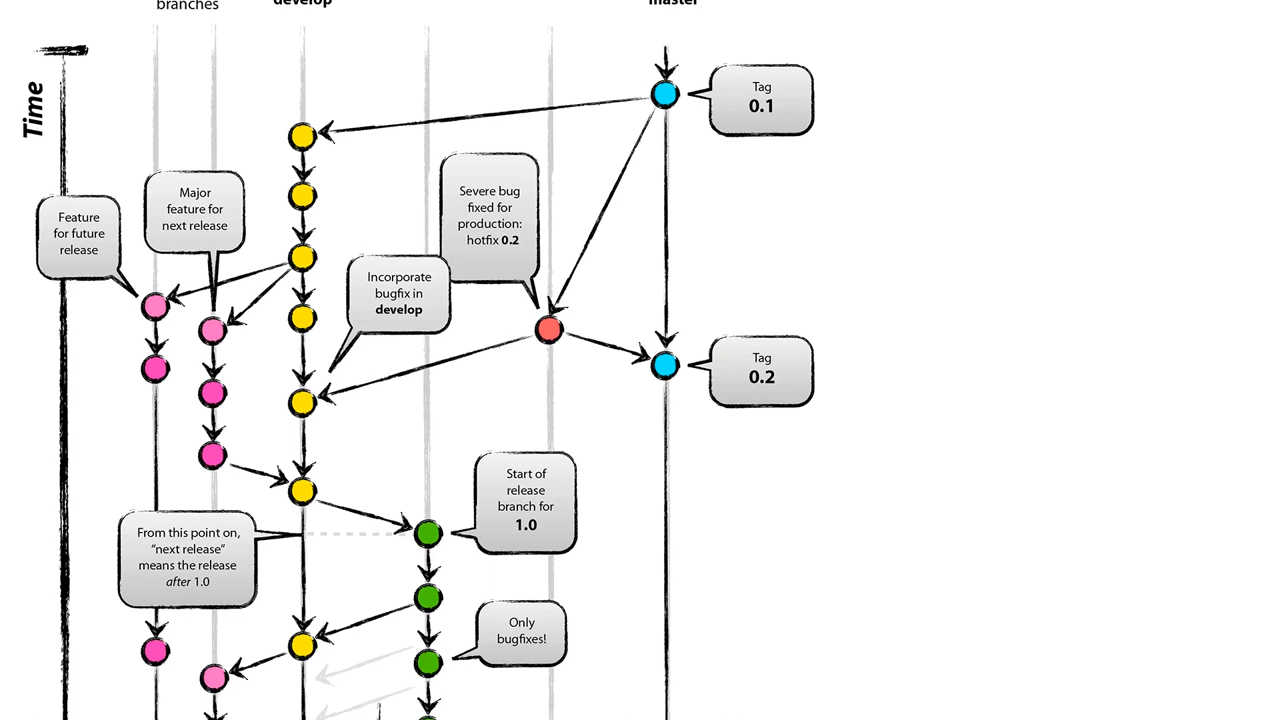 branches
develop
master
Time
Tag
0.1
Major
feature for
next release
Feature
for future
release
Severe bug
fixed for
production:
hotfix 0.2
Incorporate
bugfix in
develop
Tag
0.2
Start of
release
branch for
1.0
From this point on,
“next release”
means the release
after 1.0
Only
bugfixes!